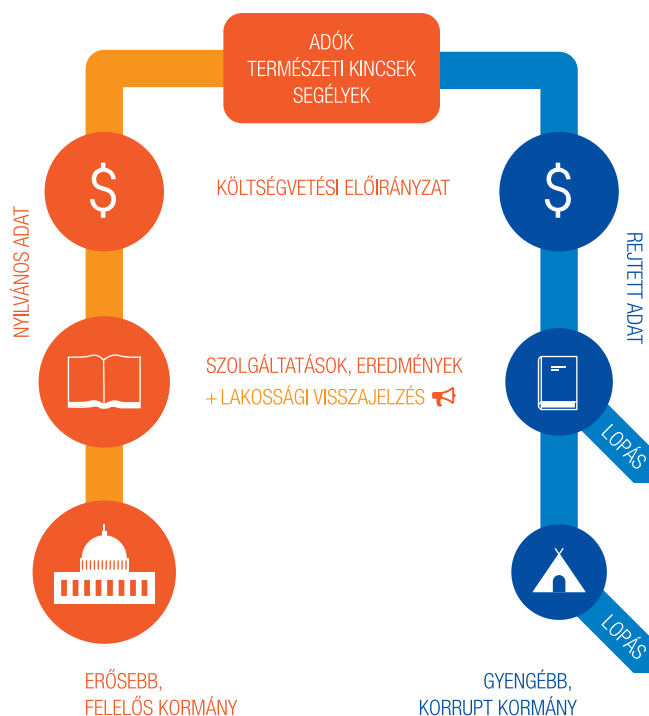 ADÓK
TERMÉSZETI KINCSEK
SEGÉLYEK
$
KÖLTSÉGVETÉSI ELŐIRÁNYZAT
$
NYILVÁNOS ADAT
REJTETT ADAT
SZOLGÁLTATÁSOK, EREDMÉNYEK
+ LAKOSSÁGI VISSZAJELZÉS
LOPÁS
LOPÁS
ERŐSEBB,
FELELŐS KORMÁNY
GYENGÉBB,
KORRUPT KORMÁNY